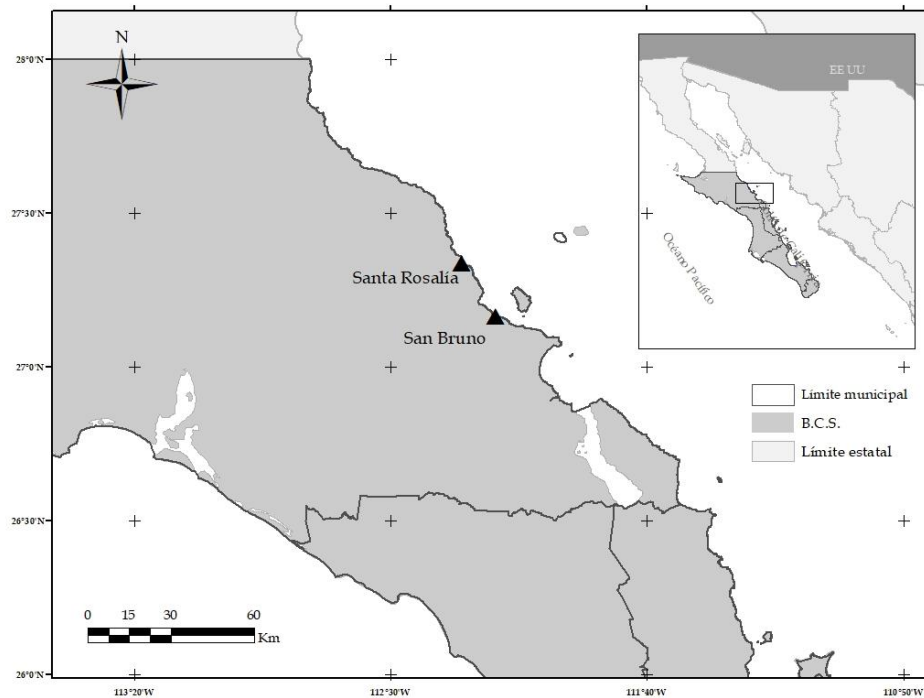 N
28°0'N
27°30'N
27°0'N
26°30'N
26°0'N
113°20'W
112°30'W
111°40'W
110°50'W
Santa Rosalía
San Bruno
EE UU
Océano Pacífico
Límite municipal
B.C.S.
Límite estatal
0 15 30 60
Km